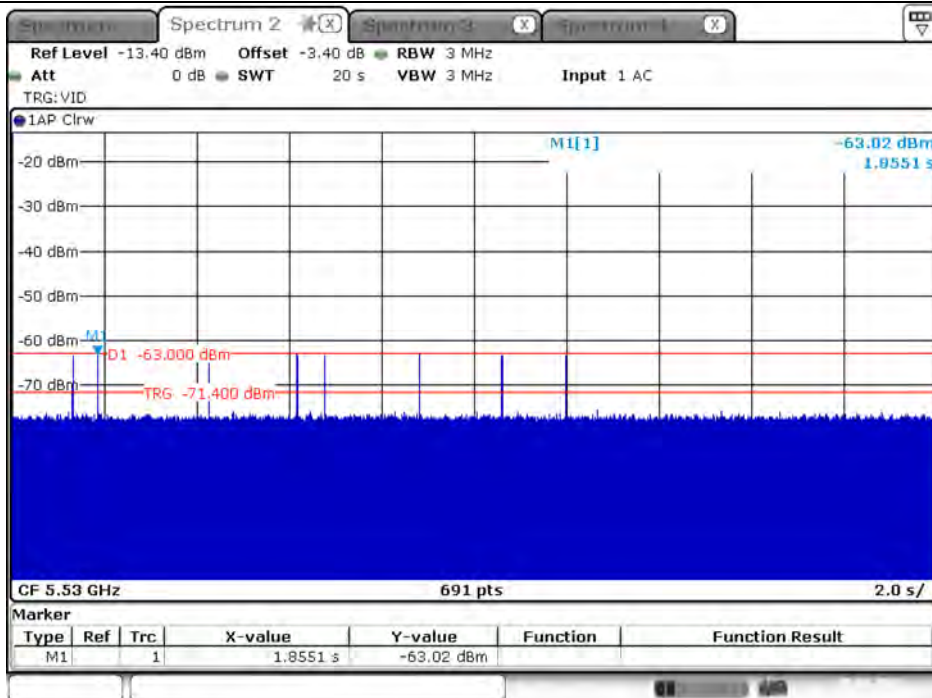 Spectrum 2
Ref Level -13.40 dBm Offset -3.40 dB RBW 3 MHz
Att 0 dB SWT 20 s VBW 3 MHz Input 1 AC
TRG:VID
1AP Clrw
M1[1] -63.02 dBm
1.8551 s
-20 dBm
-30 dBm
-40 dBm
-50 dBm
-60 dBm
M1
D1 -63.000 dBm
-70 dBm
TRG -71.400 dBm
CF 5.53 GHz 691 pts 2.0 s/
Marker
Type Ref Trc X-value Y-value Function Function Result
M1 1 1.8551 s -63.02 dBm